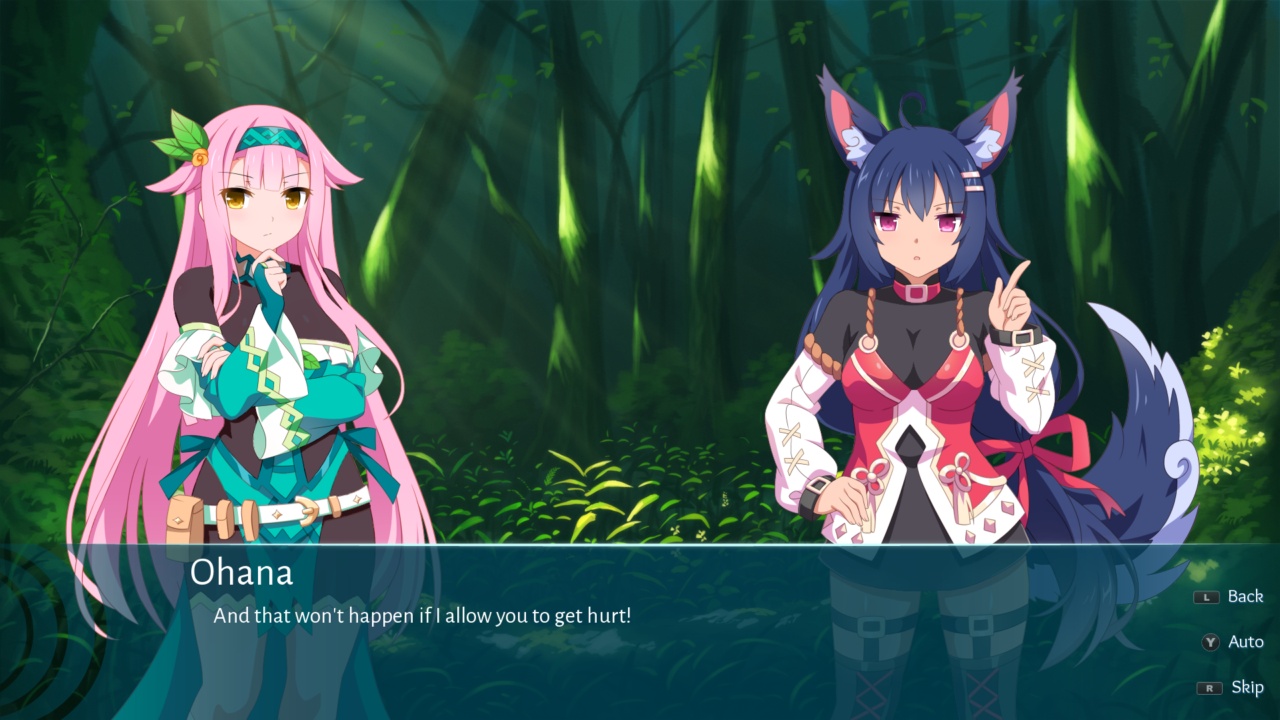 Ohana
And that won't happen if I allow you to get hurt!
L Back
Y Auto
R Skip